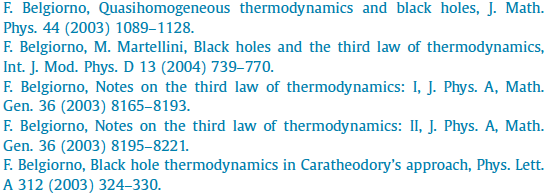 F. Belgiorno, Quasihomogeneous thermodynamics and black holes, J. Math.
Phys. 44 (2003) 1089–1128.
F. Belgiorno, M. Martellini, Black holes and the third law of thermodynamics,
Int. J. Mod. Phys. D 13 (2004) 739–770.
F. Belgiorno, Notes on the third law of thermodynamics: I, J. Phys. A, Math.
Gen. 36 (2003) 8165–8193.
F. Belgiorno, Notes on the third law of thermodynamics: II, J. Phys. A, Math.
Gen. 36 (2003) 8195–8221.
F. Belgiorno, Black hole thermodynamics in Caratheodory's approach, Phys. Lett.
A 312 (2003) 324–330.